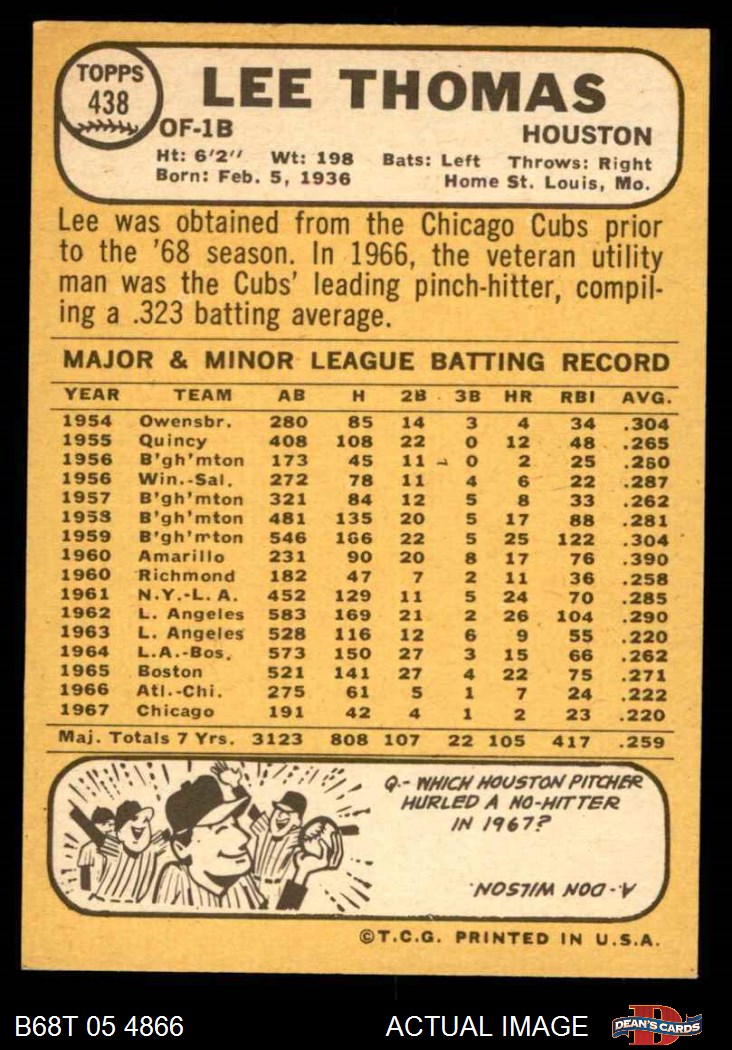 TOPPS
438
LEE THOMAS
OF-1B HOUSTON
Ht: 6'2" Wt: 198 Bats: Left Throws: Right
Born: Feb. 5, 1936 Home St. Louis, Mo.
Lee was obtained from the Chicago Cubs prior
to the '68 season. In 1966, the veteran utility
man was the Cubs' leading pinch-hitter, compil-
ing a .323 batting average.
MAJOR & MINOR LEAGUE BATTING RECORD
YEAR TEAM AB H 2B 3B HR RBI AVG.
1954 Owensbr. 280 85 14 3 4 34 .304
1955 Quincy 408 108 22 0 12 48 .265
1956 B'gh'mton 173 45 11 0 2 25 .260
1956 Win.-Sal. 272 78 11 4 6 22 .287
1957 B'gh'mton 321 84 12 5 8 33 .262
1958 B'gh'mton 481 135 20 5 17 88 .281
1959 B'gh'mton 546 166 22 5 25 122 .304
1960 Amarillo 231 90 20 8 17 76 .390
1960 Richmond 182 47 7 2 11 36 .258
1961 N.Y.-L.A. 452 129 11 5 24 70 .285
1962 L. Angeles 583 169 21 2 26 104 .290
1963 L. Angeles 528 116 12 6 9 55 .220
1964 L.A.-Bos. 573 150 27 3 15 66 .262
1965 Boston 521 141 27 4 22 75 .271
1966 Atl.-Chi. 275 61 5 1 7 24 .222
1967 Chicago 191 42 4 1 2 23 .220
Maj. Totals 7 Yrs. 3123 808 107 22 105 417 .259
Q.- WHICH HOUSTON PITCHER
HURLED A NO-HITTER
IN 1967?
A.- DON WILSON.
©T.C.G. PRINTED IN U.S.A.
B68T 05 4866 ACTUAL IMAGE DEAN'S CARDS